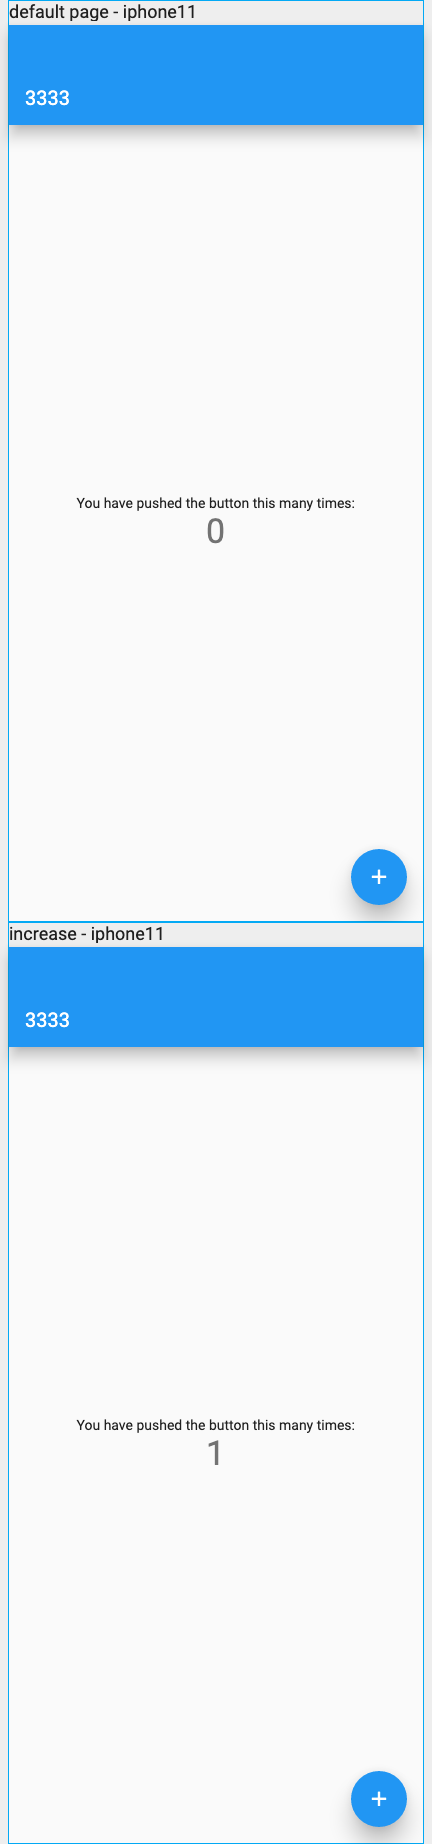 default page - iphone11
3333
You have pushed the button this many times:
0
+
increase - iphone11
3333
You have pushed the button this many times:
1
+